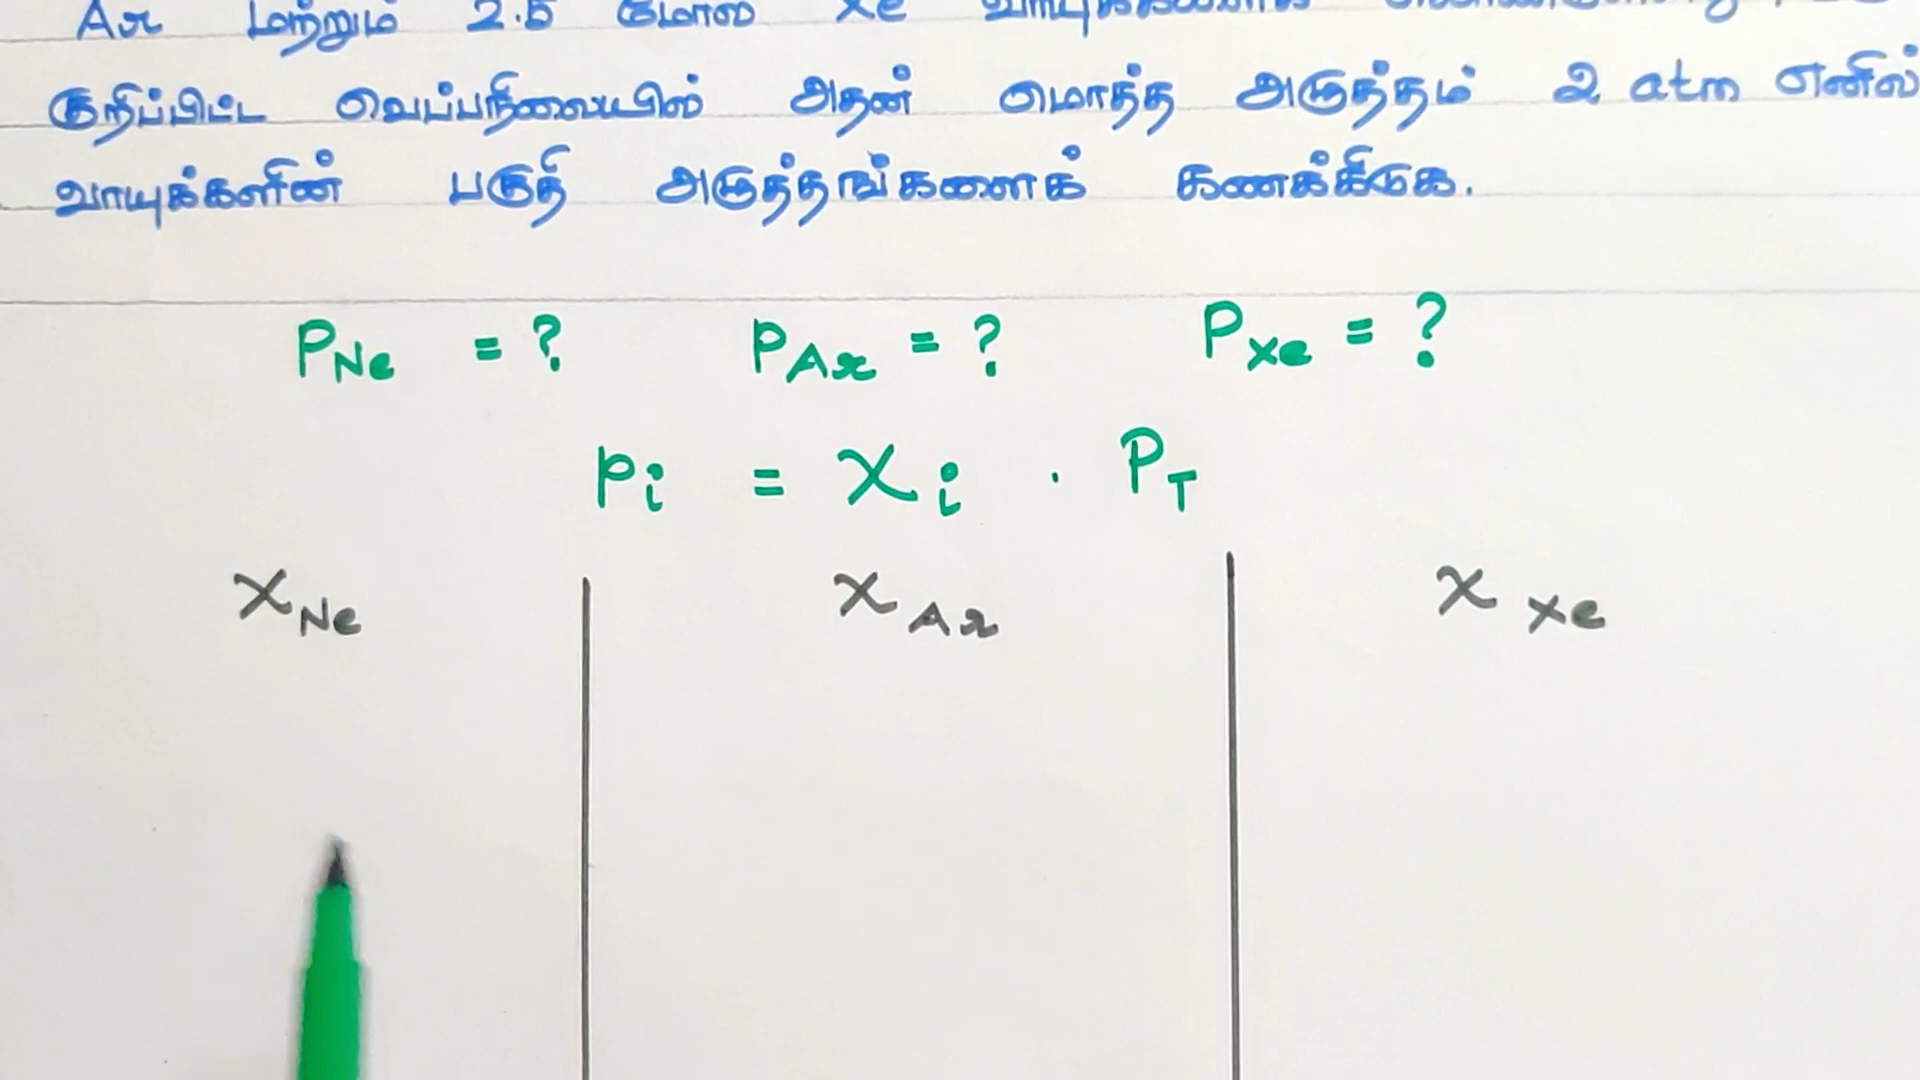 Ar மற்றும் 2.5 மோல் Xe
குறிப்பிட்ட வெப்பநிலையில் அதன் மொத்த அழுத்தம் 2 atm எனில்
வாயுக்களின் பகுதி அழுத்தங்களைக் கணக்கிடுக.
PNe = ? PAr = ? PXe = ?
Pi = xi . PT
xNe xAr xXe